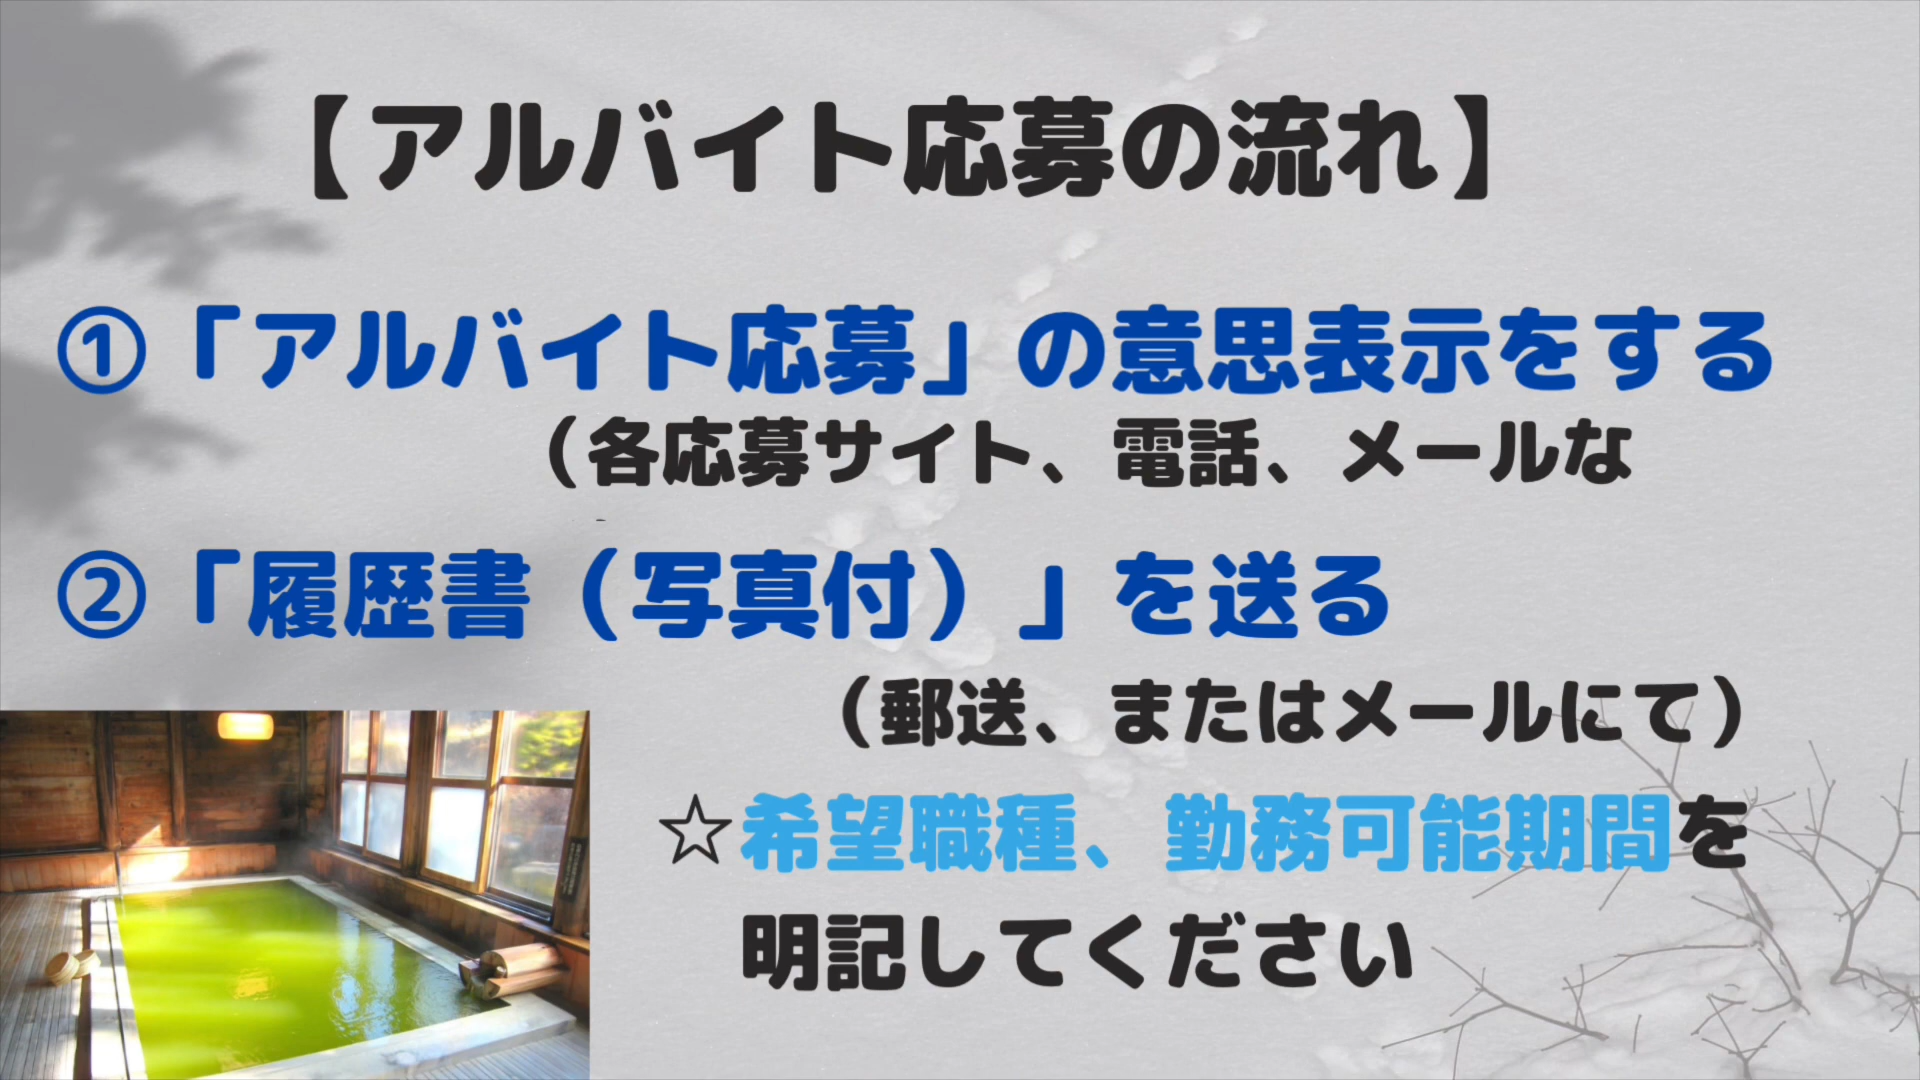 【アルバイト応募の流れ】
①「アルバイト応募」の意思表示をする
（各応募サイト、電話、メールな
②「履歴書（写真付）」を送る
（郵送、またはメールにて）
☆希望職種、勤務可能期間を
明記してください